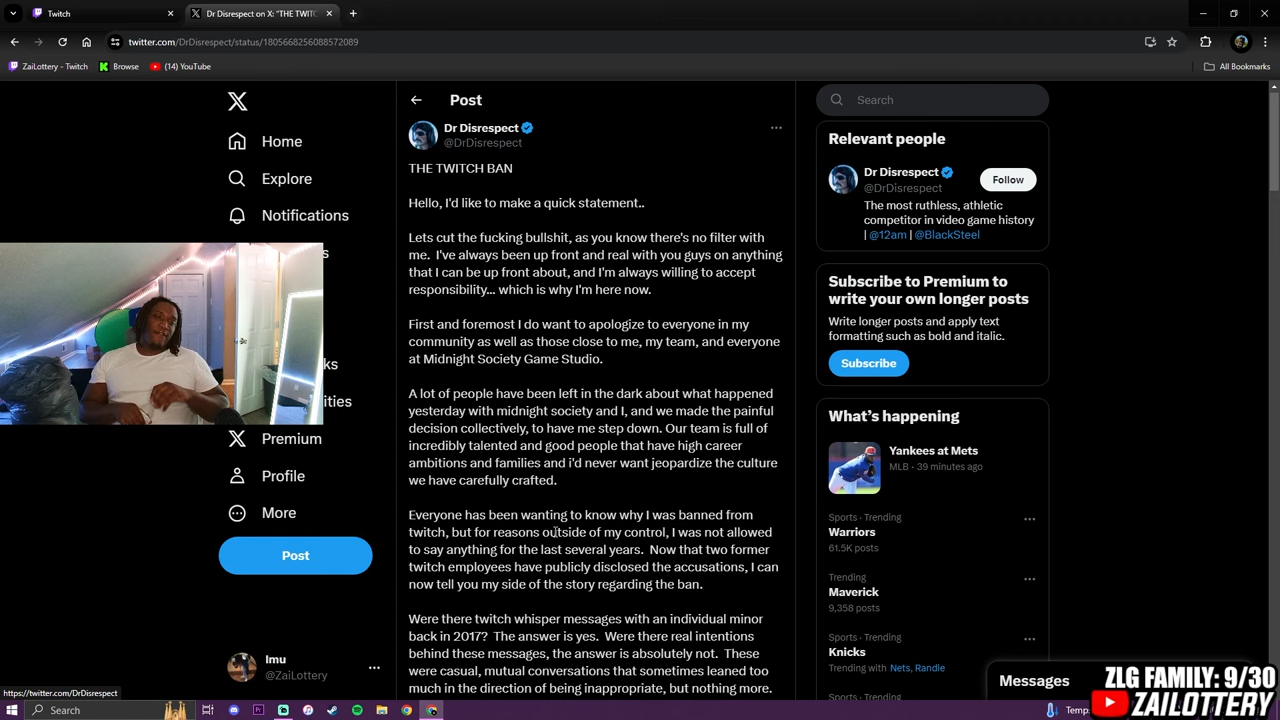 Twitch
Dr Disrespect on X: "THE TWITC
twitter.com/DrDisrespect/status/1805668256088572089
ZaiLottery - Twitch
Browse
(14) YouTube
All Bookmarks
Home
Explore
Notifications
Premium
Profile
More
Post
Imu
@ZaiLottery
https://twitter.com/DrDisrespect
Post
Dr Disrespect
@DrDisrespect
THE TWITCH BAN
Hello, I'd like to make a quick statement..
Lets cut the fucking bullshit, as you know there's no filter with
me. I've always been up front and real with you guys on anything
that I can be up front about, and I'm always willing to accept
responsibility... which is why I'm here now.
First and foremost I do want to apologize to everyone in my
community as well as those close to me, my team, and everyone
at Midnight Society Game Studio.
A lot of people have been left in the dark about what happened
yesterday with midnight society and I, and we made the painful
decision collectively, to have me step down. Our team is full of
incredibly talented and good people that have high career
ambitions and families and i'd never want jeopardize the culture
we have carefully crafted.
Everyone has been wanting to know why I was banned from
twitch, but for reasons outside of my control, I was not allowed
to say anything for the last several years. Now that two former
twitch employees have publicly disclosed the accusations, I can
now tell you my side of the story regarding the ban.
Were there twitch whisper messages with an individual minor
back in 2017? The answer is yes. Were there real intentions
behind these messages, the answer is absolutely not. These
were casual, mutual conversations that sometimes leaned too
much in the direction of being inappropriate, but nothing more.
Search
Relevant people
Dr Disrespect
@DrDisrespect
Follow
The most ruthless, athletic
competitor in video game history
| @12am | @BlackSteel
Subscribe to Premium to
write your own longer posts
Write longer posts and apply text
formatting such as bold and italic.
Subscribe
What's happening
Yankees at Mets
MLB · 39 minutes ago
Sports · Trending
Warriors
61.5K posts
Trending
Maverick
9,358 posts
Sports · Trending
Knicks
Trending with Nets, Randle
Messages
ZLG FAMILY: 9/30
ZAILOTTERY
Search
Temp